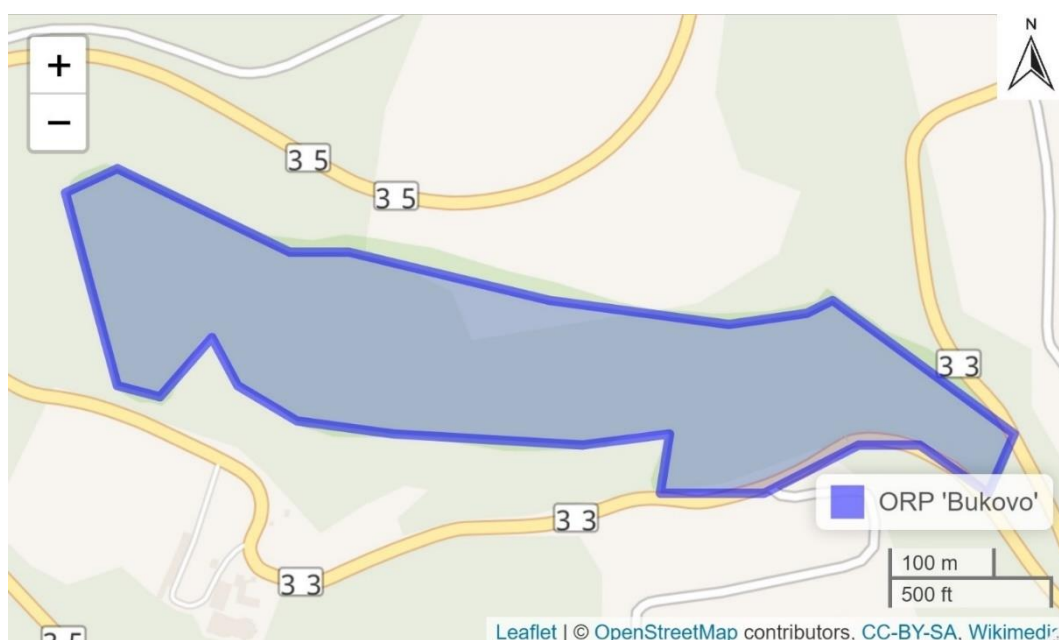 N
+
−
3 5
3 5
3 3
ORP 'Bukovo'
3 3
100 m
3 3
500 ft
Leaflet | © OpenStreetMap contributors, CC-BY-SA, Wikimedi